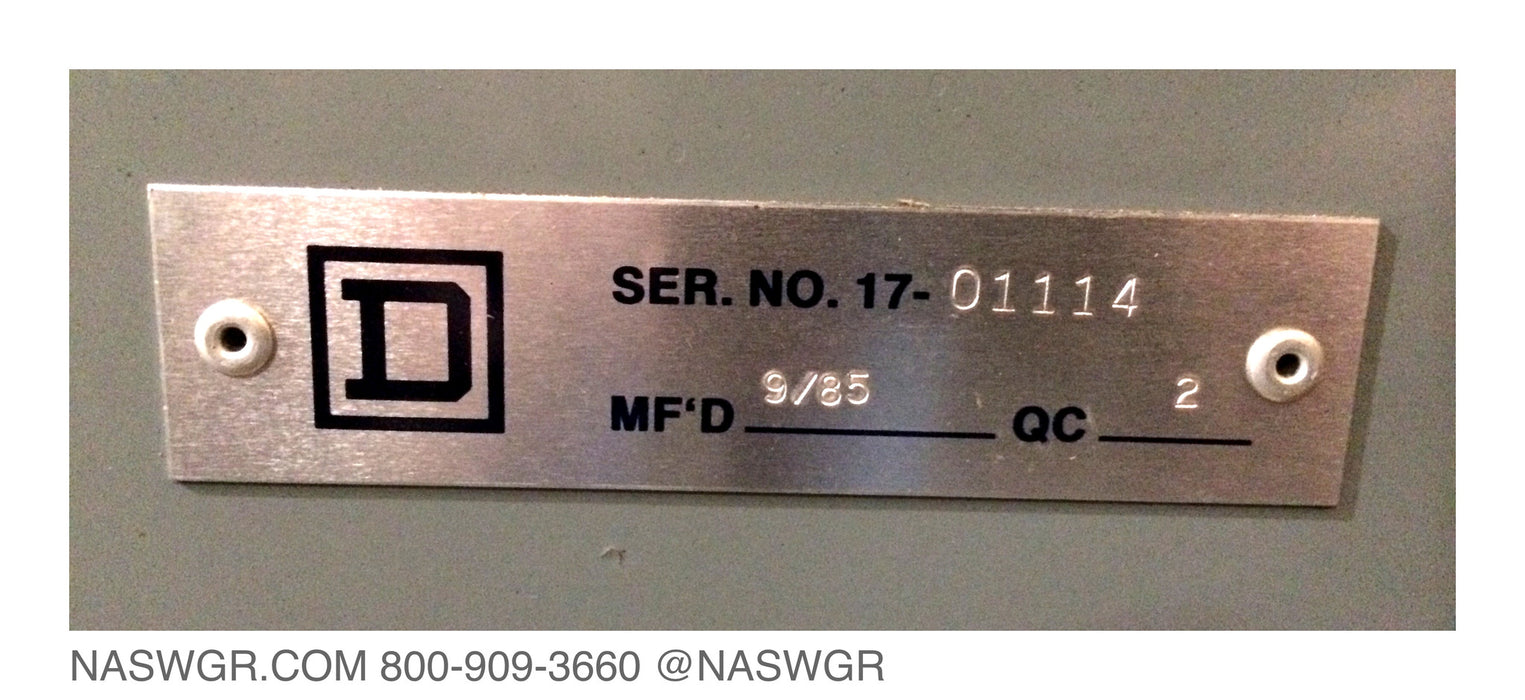 D
SER. NO. 17-01114
MF‘D 9/85 QC 2
NASWGR.COM 800-909-3660 @NASWGR